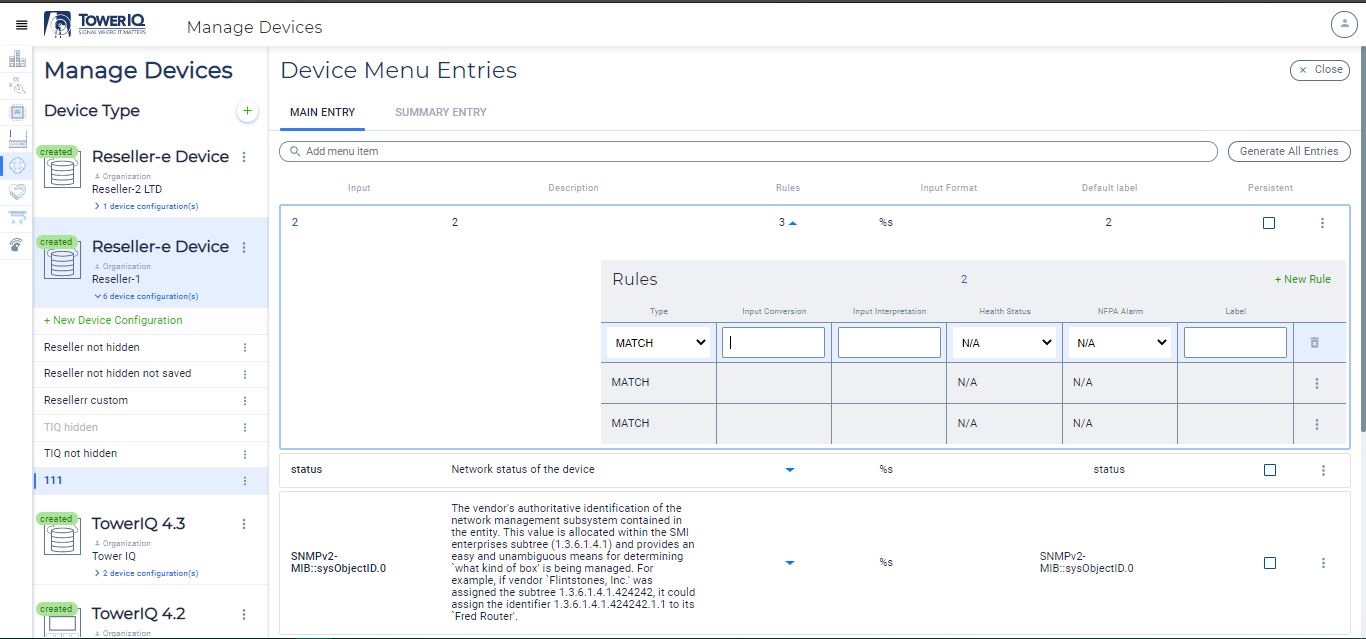 TOWERIQ
SIGNAL WHERE IT MATTERS
Manage Devices
Manage Devices
Device Type
+
created
Reseller-e Device
Organization
Reseller-2 LTD
1 device configuration(s)
created
Reseller-e Device
Organization
Reseller-1
6 device configuration(s)
+ New Device Configuration
Reseller not hidden
Reseller not hidden not saved
Resellerr custom
TIQ hidden
TIQ not hidden
111
created
TowerIQ 4.3
Organization
Tower IQ
2 device configuration(s)
created
TowerIQ 4.2
Organization
Device Menu Entries
× Close
MAIN ENTRY SUMMARY ENTRY
Add menu item
Generate All Entries
Input Description Rules Input Format Default label Persistent
2 2 3 %s 2
Rules 2 + New Rule
Type Input Conversion Input Interpretation Health Status NFPA Alarm Label
MATCH N/A N/A
MATCH N/A N/A
MATCH N/A N/A
status Network status of the device %s status
SNMPv2-
MIB::sysObjectID.0
The vendor's authoritative identification of the
network management subsystem contained in
the entity. This value is allocated within the SMI
enterprises subtree (1.3.6.1.4.1) and provides an
easy and unambiguous means for determining
`what kind of box' is being managed. For
example, if vendor `Flintstones, Inc.' was
assigned the subtree 1.3.6.1.4.1.424242, it could
assign the identifier 1.3.6.1.4.1.424242.1.1 to its
`Fred Router'.
%s
SNMPv2-
MIB::sysObjectID.0